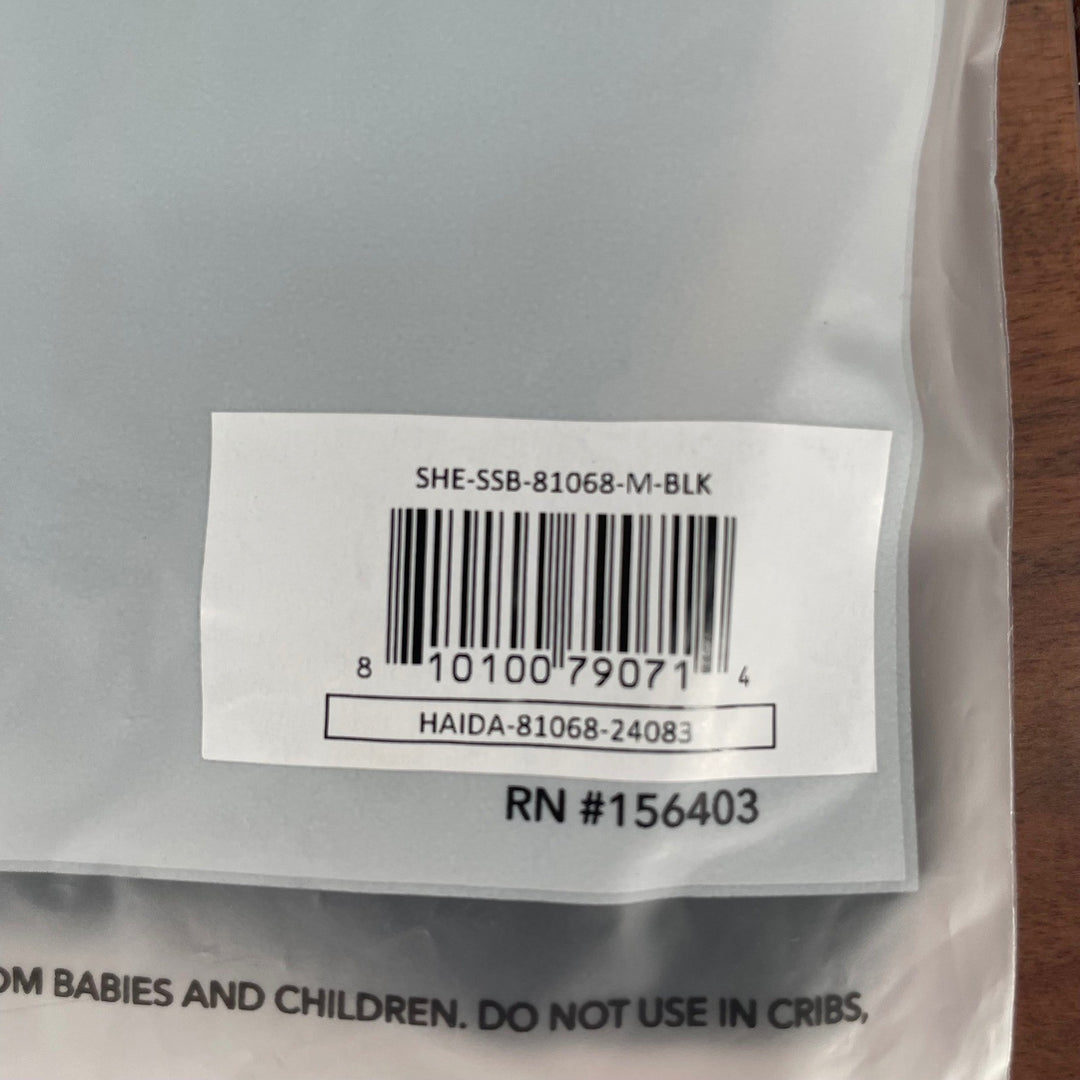 SHE-SSB-81068-M-BLK
8 10100 79071 4
HAIDA-81068-24083
RN #156403
OM BABIES AND CHILDREN. DO NOT USE IN CRIBS,